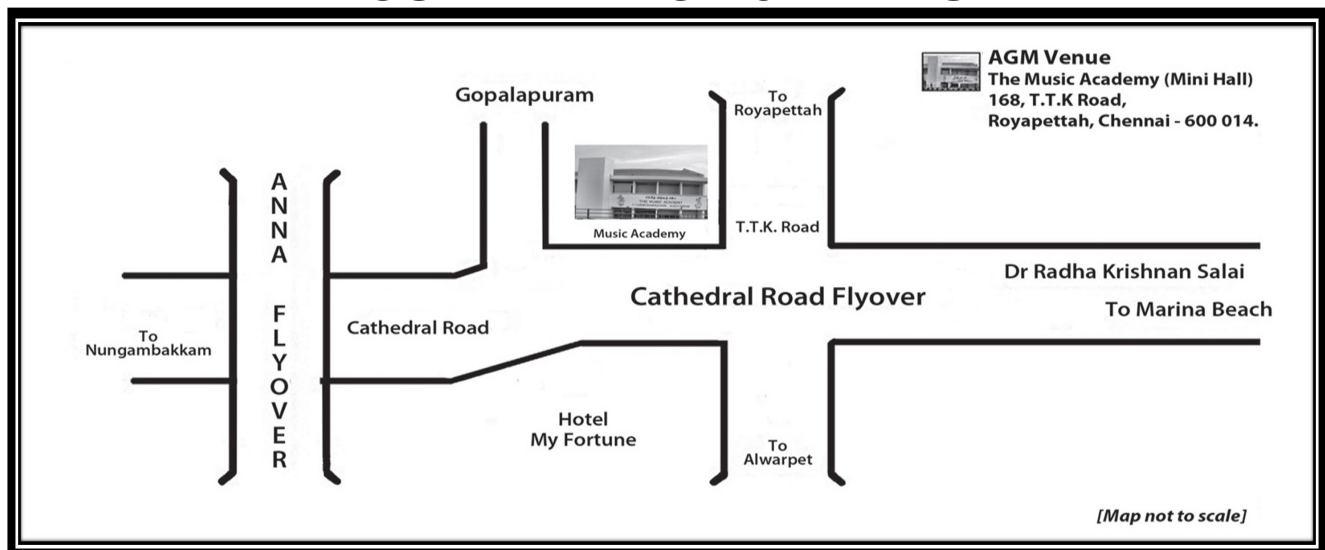 AGM Venue
The Music Academy (Mini Hall)
168, T.T.K Road,
Royapettah, Chennai - 600 014.
Gopalapuram
To
Royapettah
ANNA FLYOVER
Music Academy
T.T.K. Road
Dr Radha Krishnan Salai
Cathedral Road Flyover
To Marina Beach
Cathedral Road
To
Nungambakkam
Hotel
My Fortune
To
Alwarpet
[Map not to scale]